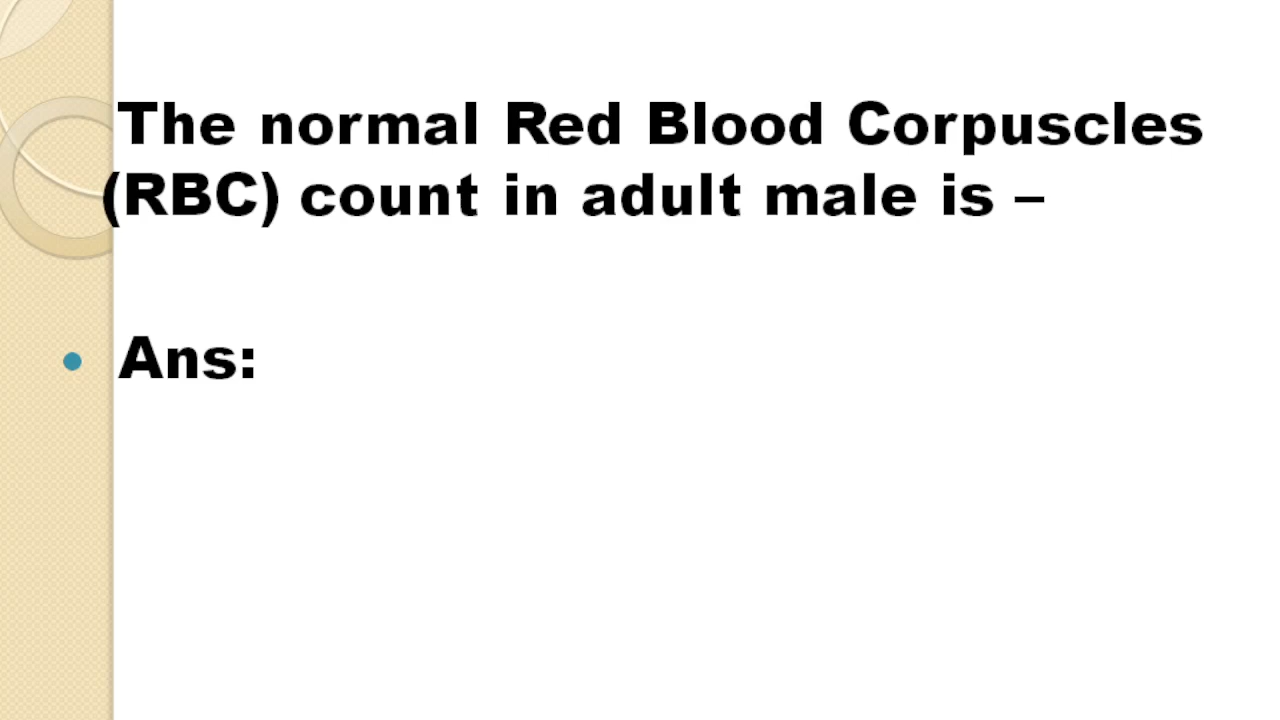 The normal Red Blood Corpuscles
(RBC) count in adult male is –
Ans: